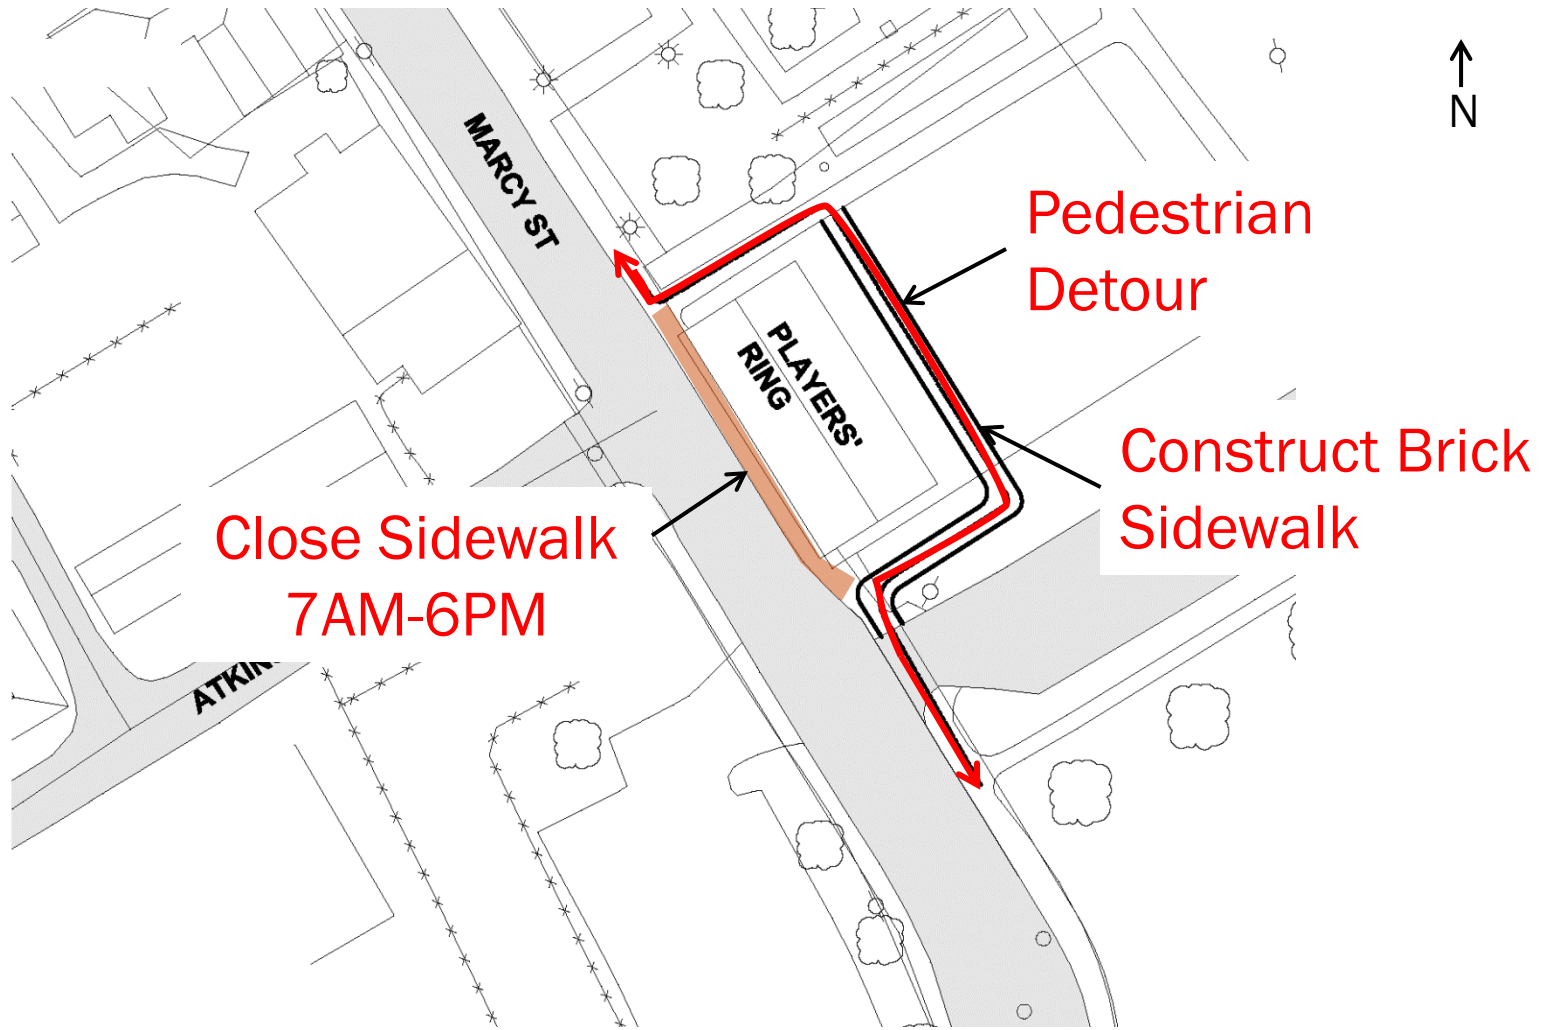 N
MARCY ST
Pedestrian
Detour
PLAYERS'
RING
Construct Brick
Sidewalk
Close Sidewalk
7AM-6PM